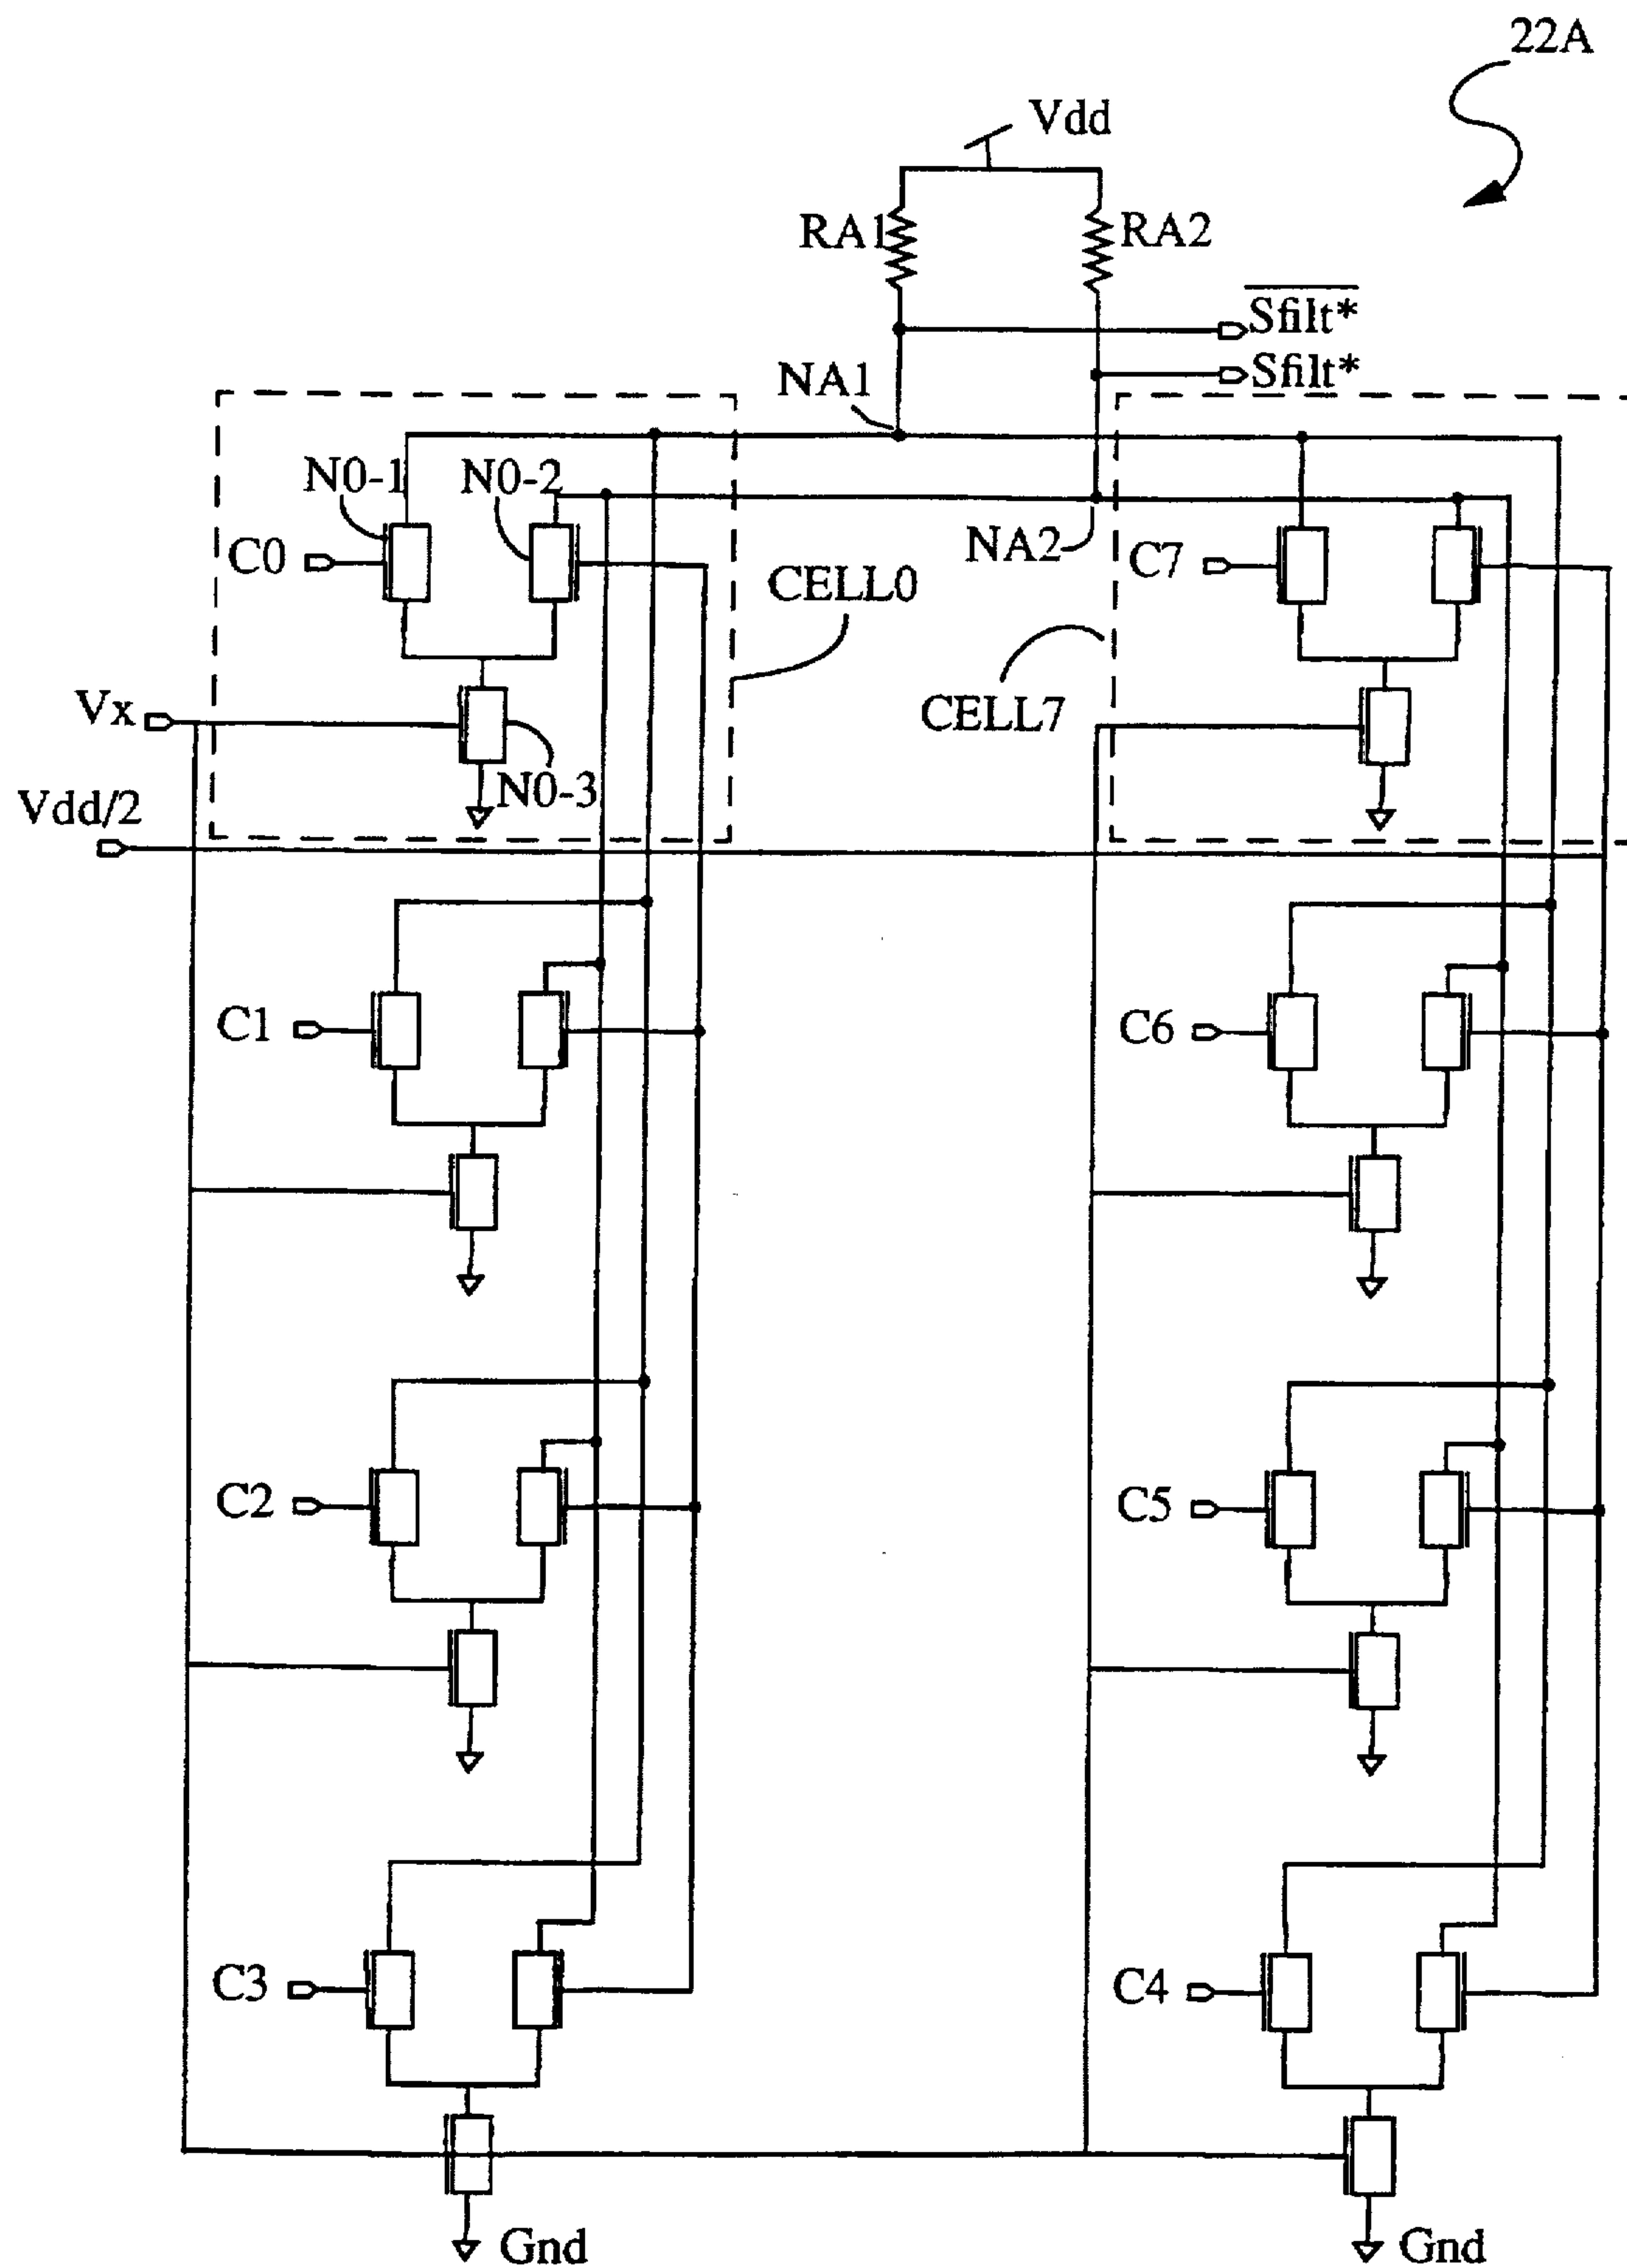 22A
Vdd
RA1
RA2
Sfilt*
Sfilt*
NA1
N0-1
N0-2
C0
NA2
C7
CELL0
Vx
CELL7
N0-3
Vdd/2
C1
C6
C2
C5
C3
C4
Gnd
Gnd